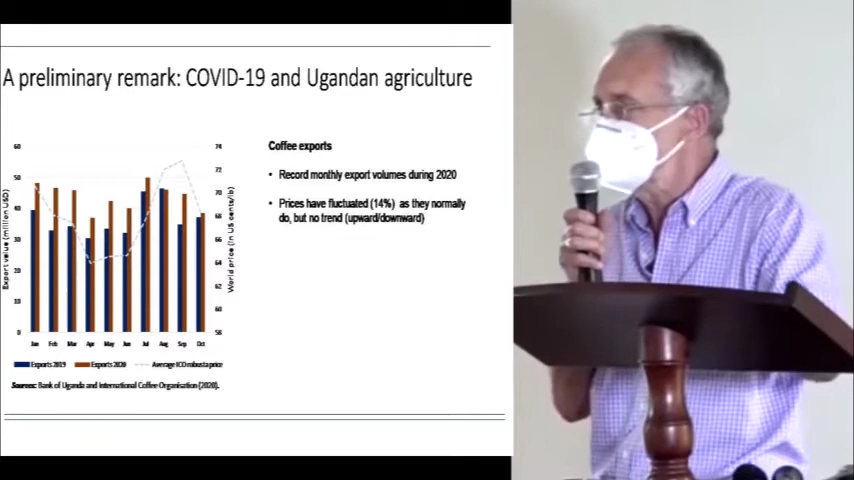 A preliminary remark: COVID-19 and Ugandan agriculture
Coffee exports
• Record monthly export volumes during 2020
• Prices have fluctuated (14%) as they normally
do, but no trend (upward/downward)
Export value (million USD)
60
50
40
30
20
10
0
74
72
70
68
66
64
62
60
58
World price (in US cents/lb)
Jan Feb Mar Apr May Jun Jul Aug Sep Oct
Exports 2019 Exports 2020 Average ICO robusta price
Sources: Bank of Uganda and International Coffee Organisation (2020).